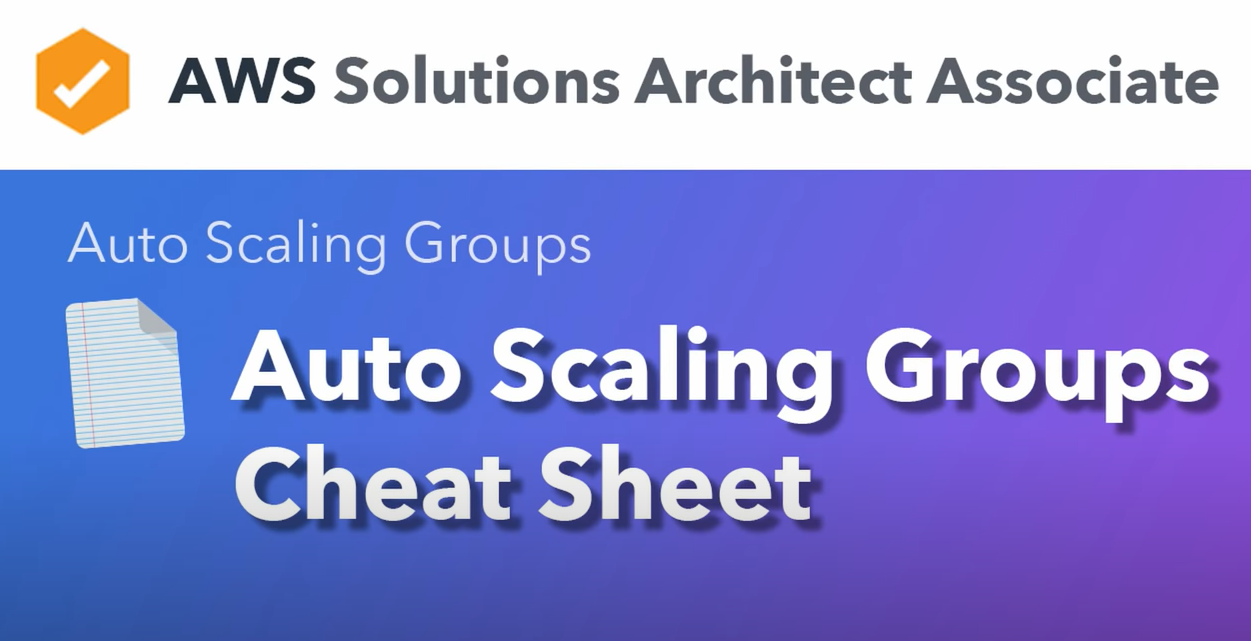 AWS Solutions Architect Associate
Auto Scaling Groups
Auto Scaling Groups
Cheat Sheet